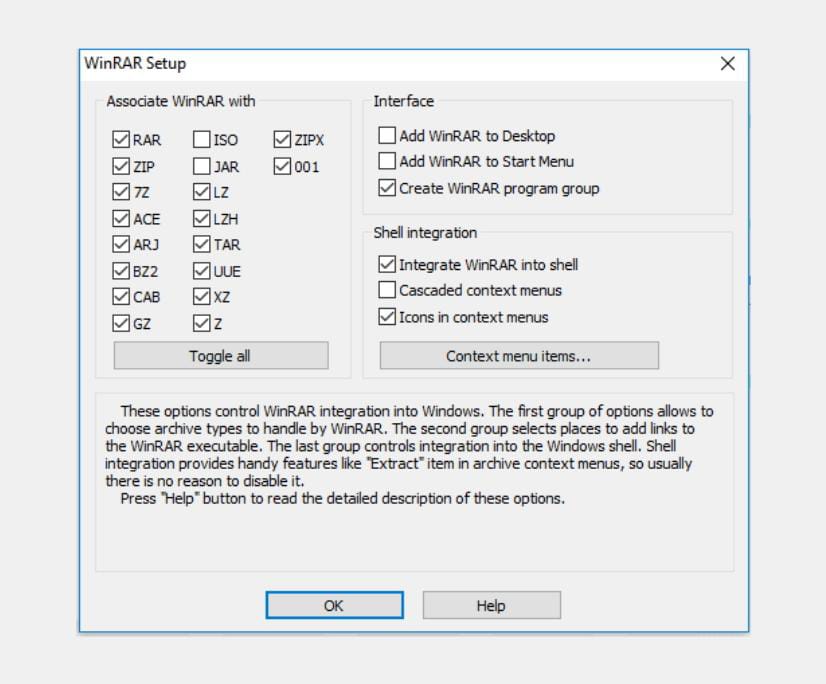 WinRAR Setup
Associate WinRAR with
RAR ISO ZIPX
ZIP JAR 001
7Z LZ
ACE LZH
ARJ TAR
BZ2 UUE
CAB XZ
GZ Z
Toggle all
Interface
Add WinRAR to Desktop
Add WinRAR to Start Menu
Create WinRAR program group
Shell integration
Integrate WinRAR into shell
Cascaded context menus
Icons in context menus
Context menu items...
These options control WinRAR integration into Windows. The first group of options allows to
choose archive types to handle by WinRAR. The second group selects places to add links to
the WinRAR executable. The last group controls integration into the Windows shell. Shell
integration provides handy features like "Extract" item in archive context menus, so usually
there is no reason to disable it.
Press "Help" button to read the detailed description of these options.
OK Help